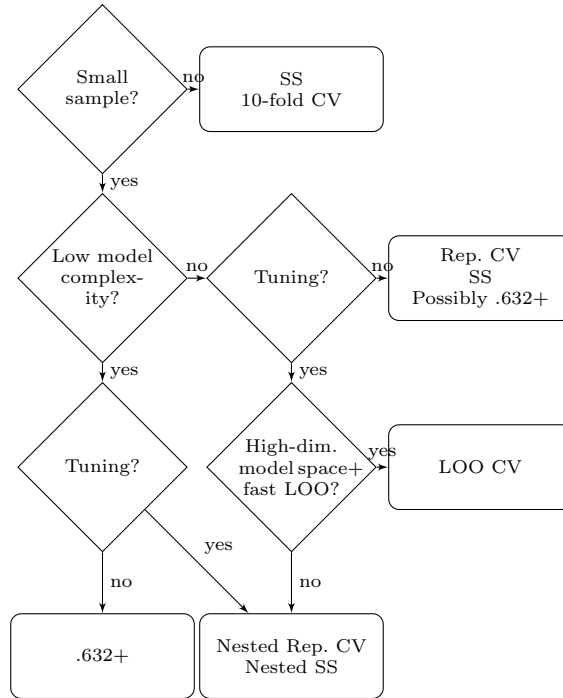 Small
sample?
no
SS
10-fold CV
yes
Low model
complex-
ity?
no
Tuning?
no
Rep. CV
SS
Possibly .632+
yes
yes
Tuning?
High-dim.
model space+
fast LOO?
yes
LOO CV
yes
no
no
.632+
Nested Rep. CV
Nested SS